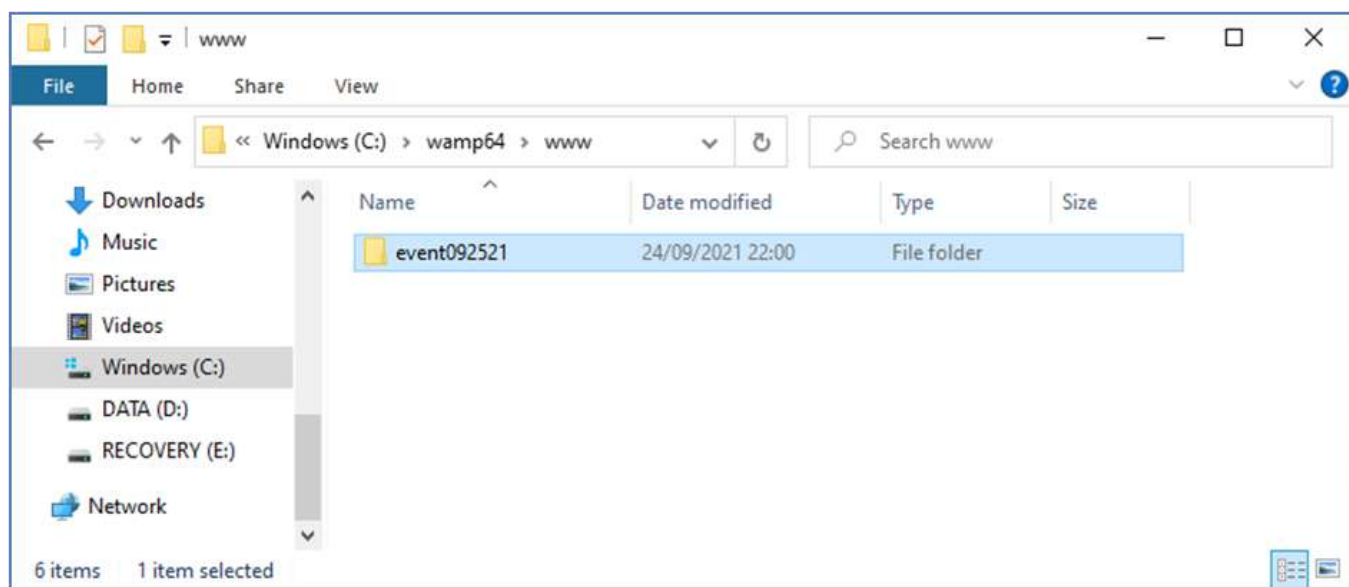 www
File Home Share View
« Windows (C:) › wamp64 › www Search www
Downloads
Music
Pictures
Videos
Windows (C:)
DATA (D:)
RECOVERY (E:)
Network
Name Date modified Type Size
event092521 24/09/2021 22:00 File folder
6 items 1 item selected